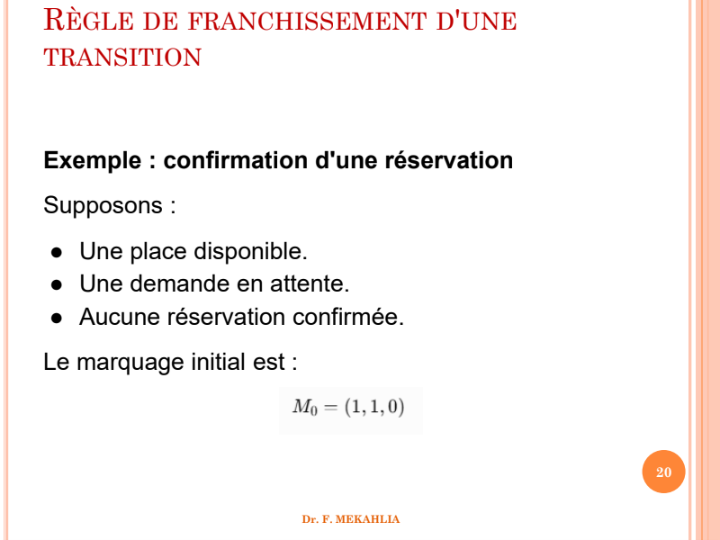 RÈGLE DE FRANCHISSEMENT D'UNE
TRANSITION
Exemple : confirmation d'une réservation
Supposons :
● Une place disponible.
● Une demande en attente.
● Aucune réservation confirmée.
Le marquage initial est :
M₀ = (1, 1, 0)
20
Dr. F. MEKAHLIA